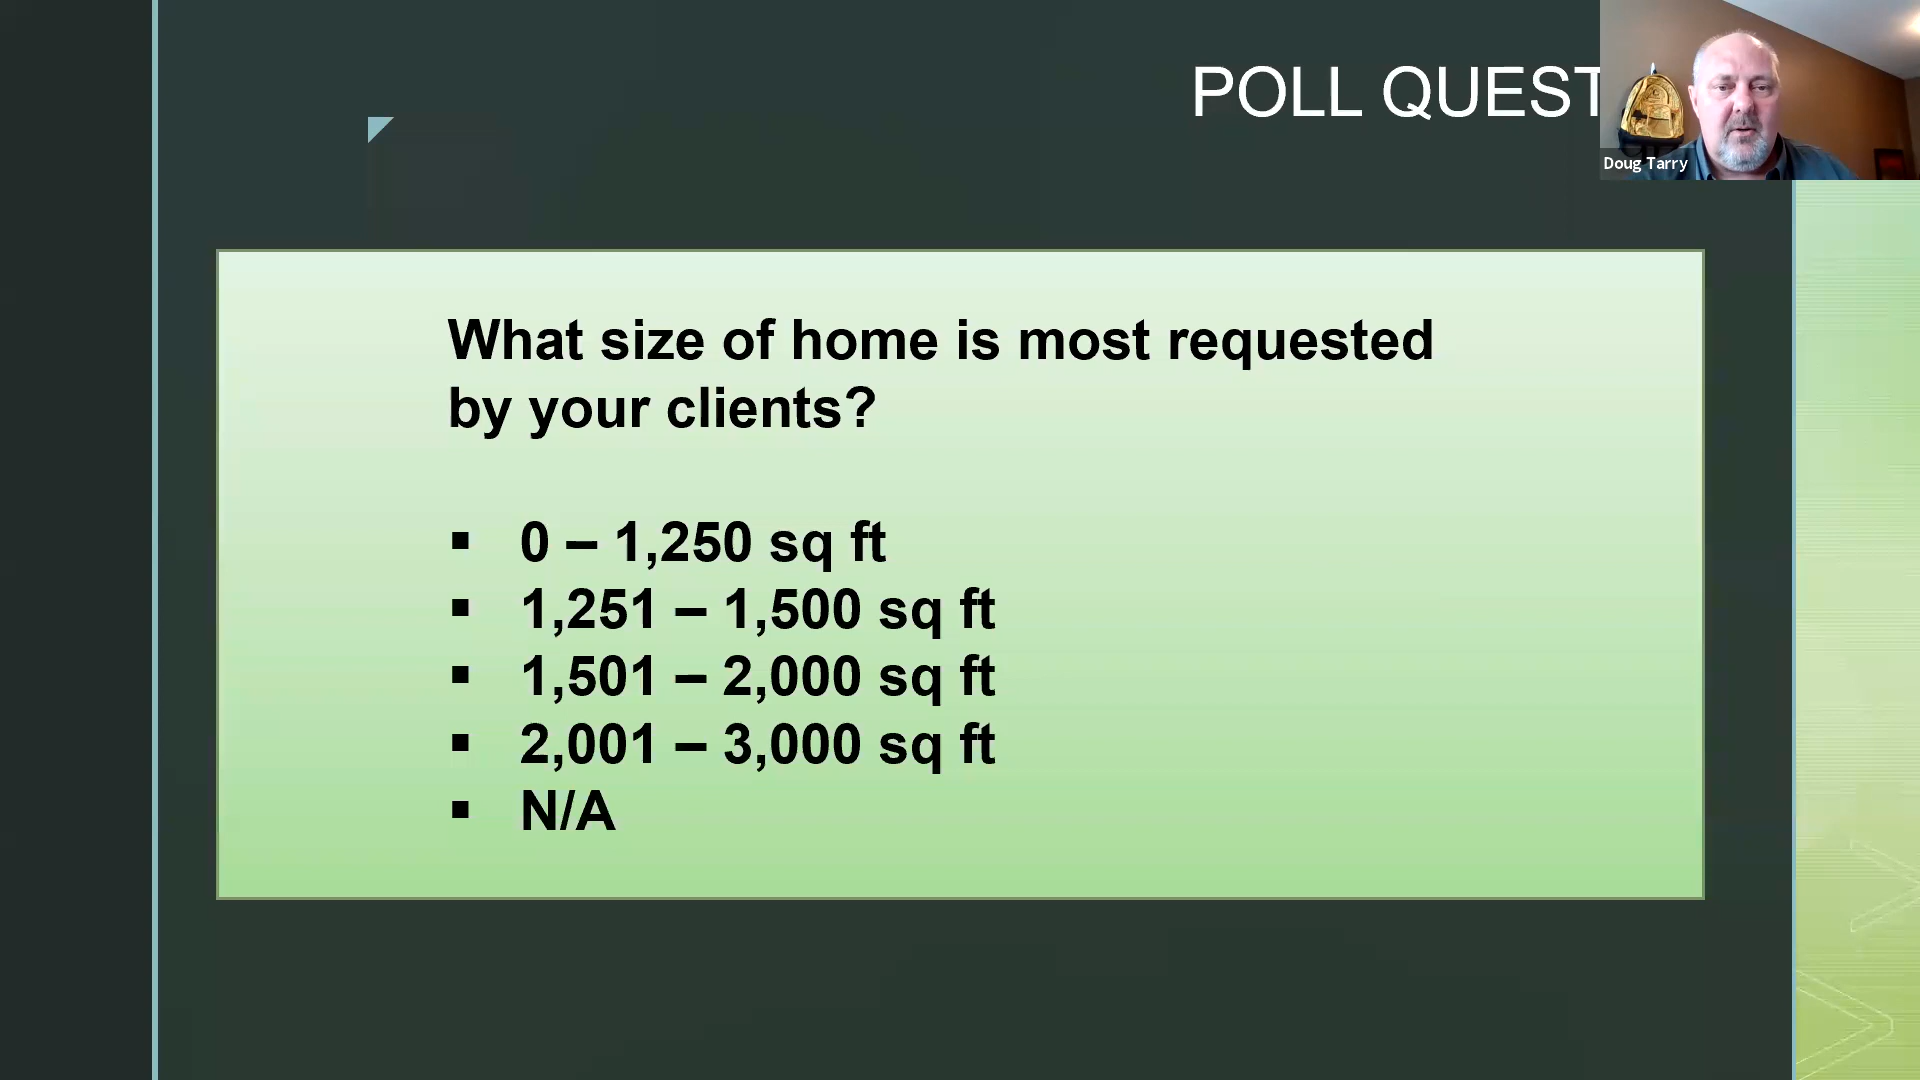 POLL QUEST
Doug Tarry
What size of home is most requested
by your clients?
▪ 0 – 1,250 sq ft
▪ 1,251 – 1,500 sq ft
▪ 1,501 – 2,000 sq ft
▪ 2,001 – 3,000 sq ft
▪ N/A